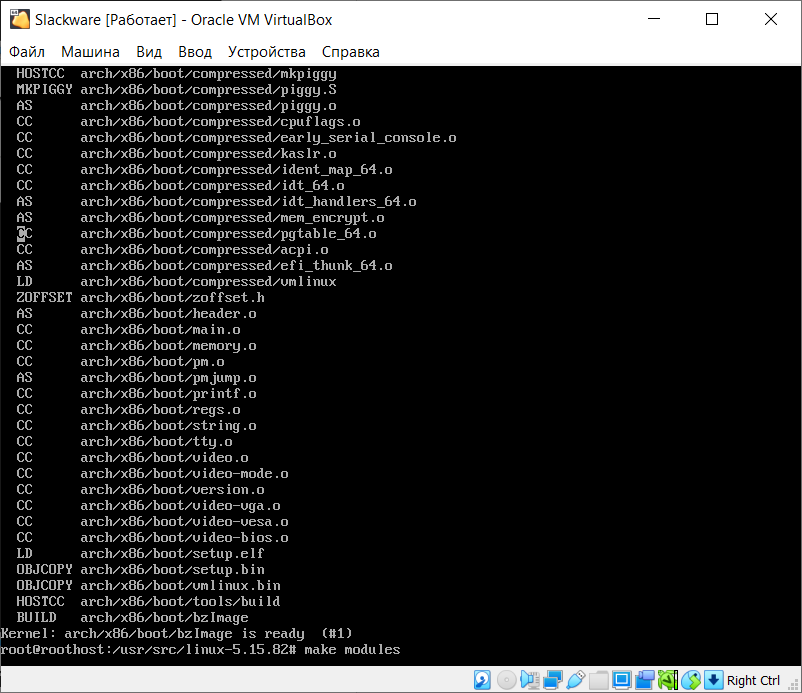 Slackware [Работает] - Oracle VM VirtualBox
Файл Машина Вид Ввод Устройства Справка
HOSTCC arch/x86/boot/compressed/mkpiggy
MKPIGGY arch/x86/boot/compressed/piggy.S
AS arch/x86/boot/compressed/piggy.o
CC arch/x86/boot/compressed/cpuflags.o
CC arch/x86/boot/compressed/early_serial_console.o
CC arch/x86/boot/compressed/kaslr.o
CC arch/x86/boot/compressed/ident_map_64.o
CC arch/x86/boot/compressed/idt_64.o
AS arch/x86/boot/compressed/idt_handlers_64.o
AS arch/x86/boot/compressed/mem_encrypt.o
CC arch/x86/boot/compressed/pgtable_64.o
CC arch/x86/boot/compressed/acpi.o
AS arch/x86/boot/compressed/efi_thunk_64.o
LD arch/x86/boot/compressed/vmlinux
ZOFFSET arch/x86/boot/zoffset.h
AS arch/x86/boot/header.o
CC arch/x86/boot/main.o
CC arch/x86/boot/memory.o
CC arch/x86/boot/pm.o
AS arch/x86/boot/pmjump.o
CC arch/x86/boot/printf.o
CC arch/x86/boot/regs.o
CC arch/x86/boot/string.o
CC arch/x86/boot/tty.o
CC arch/x86/boot/video.o
CC arch/x86/boot/video-mode.o
CC arch/x86/boot/version.o
CC arch/x86/boot/video-vga.o
CC arch/x86/boot/video-vesa.o
CC arch/x86/boot/video-bios.o
LD arch/x86/boot/setup.elf
OBJCOPY arch/x86/boot/setup.bin
OBJCOPY arch/x86/boot/vmlinux.bin
HOSTCC arch/x86/boot/tools/build
BUILD arch/x86/boot/bzImage
Kernel: arch/x86/boot/bzImage is ready (#1)
root@roothost:/usr/src/linux-5.15.82# make modules
Right Ctrl